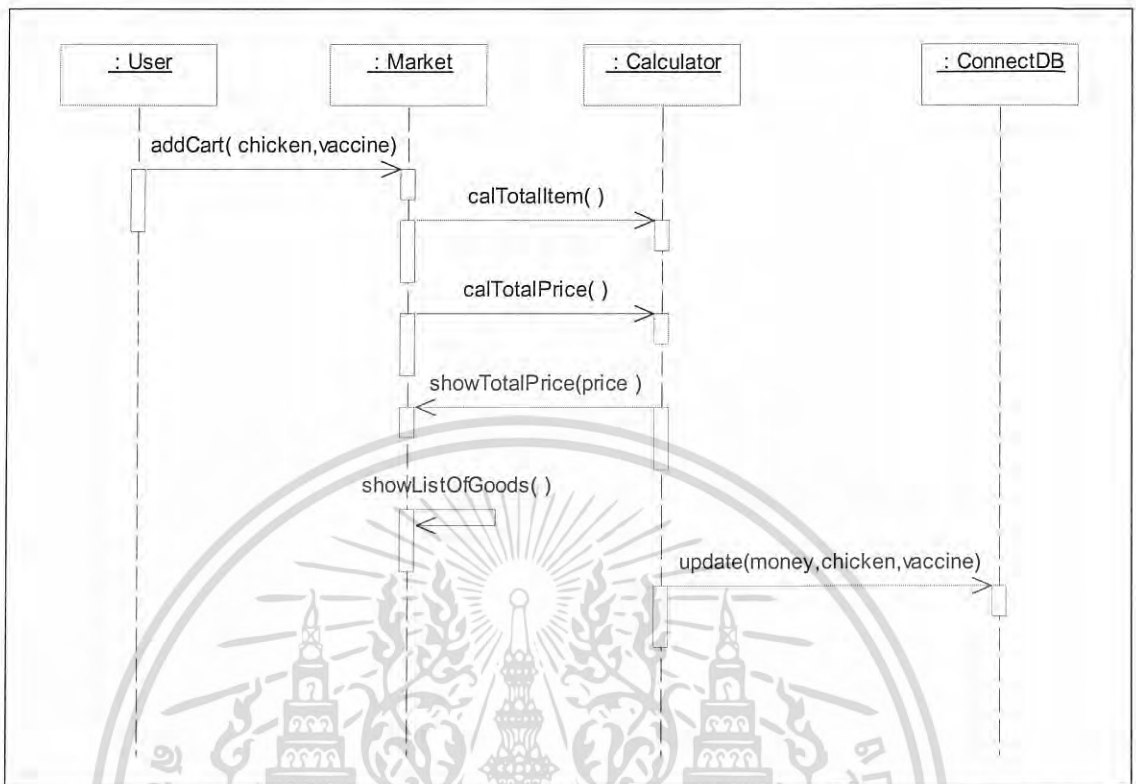 : User
: Market
: Calculator
: ConnectDB
addCart( chicken,vaccine)
calTotalItem( )
calTotalPrice( )
showTotalPrice(price )
showListOfGoods( )
update(money,chicken,vaccine)